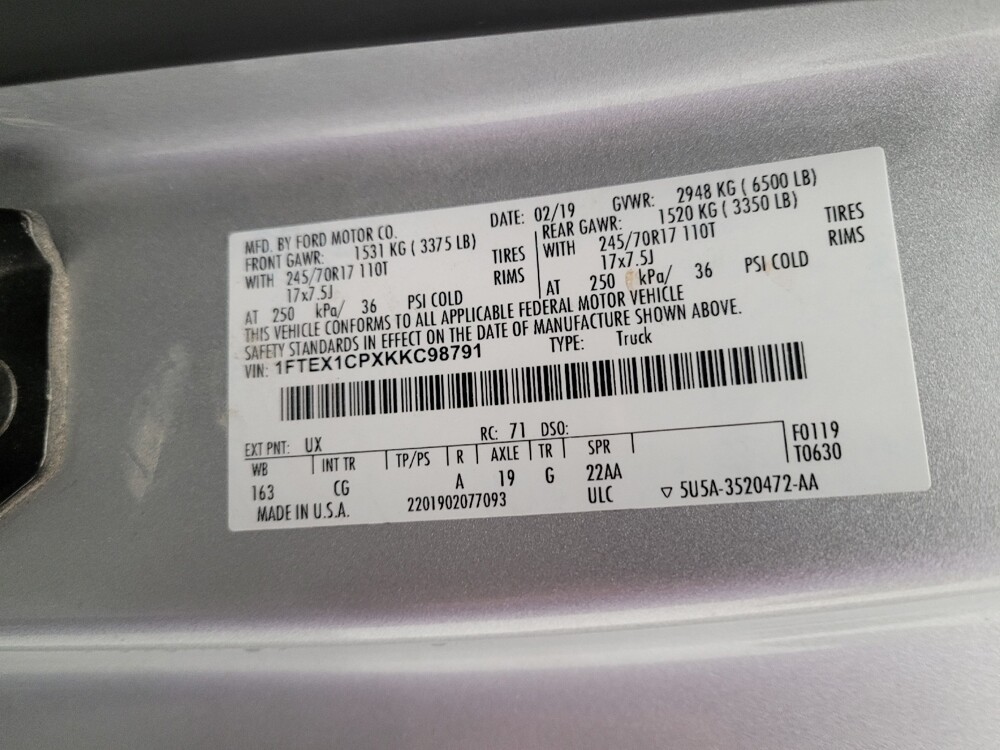 MFD. BY FORD MOTOR CO. DATE: 02/19 GVWR: 2948 KG ( 6500 LB)
FRONT GAWR: 1531 KG ( 3375 LB) REAR GAWR: 1520 KG ( 3350 LB)
WITH 245/70R17 110T TIRES WITH 245/70R17 110T TIRES
17x7.5J RIMS 17x7.5J RIMS
AT 250 kPa/ 36 PSI COLD AT 250 kPa/ 36 PSI COLD
THIS VEHICLE CONFORMS TO ALL APPLICABLE FEDERAL MOTOR VEHICLE
SAFETY STANDARDS IN EFFECT ON THE DATE OF MANUFACTURE SHOWN ABOVE.
VIN: 1FTEX1CPXKKC98791 TYPE: Truck
EXT PNT: UX RC: 71 DSO: F0119
WB INT TR TP/PS R AXLE TR SPR T0630
163 CG A 19 G 22AA
MADE IN U.S.A. 2201902077093 ULC ▽ 5U5A-3520472-AA